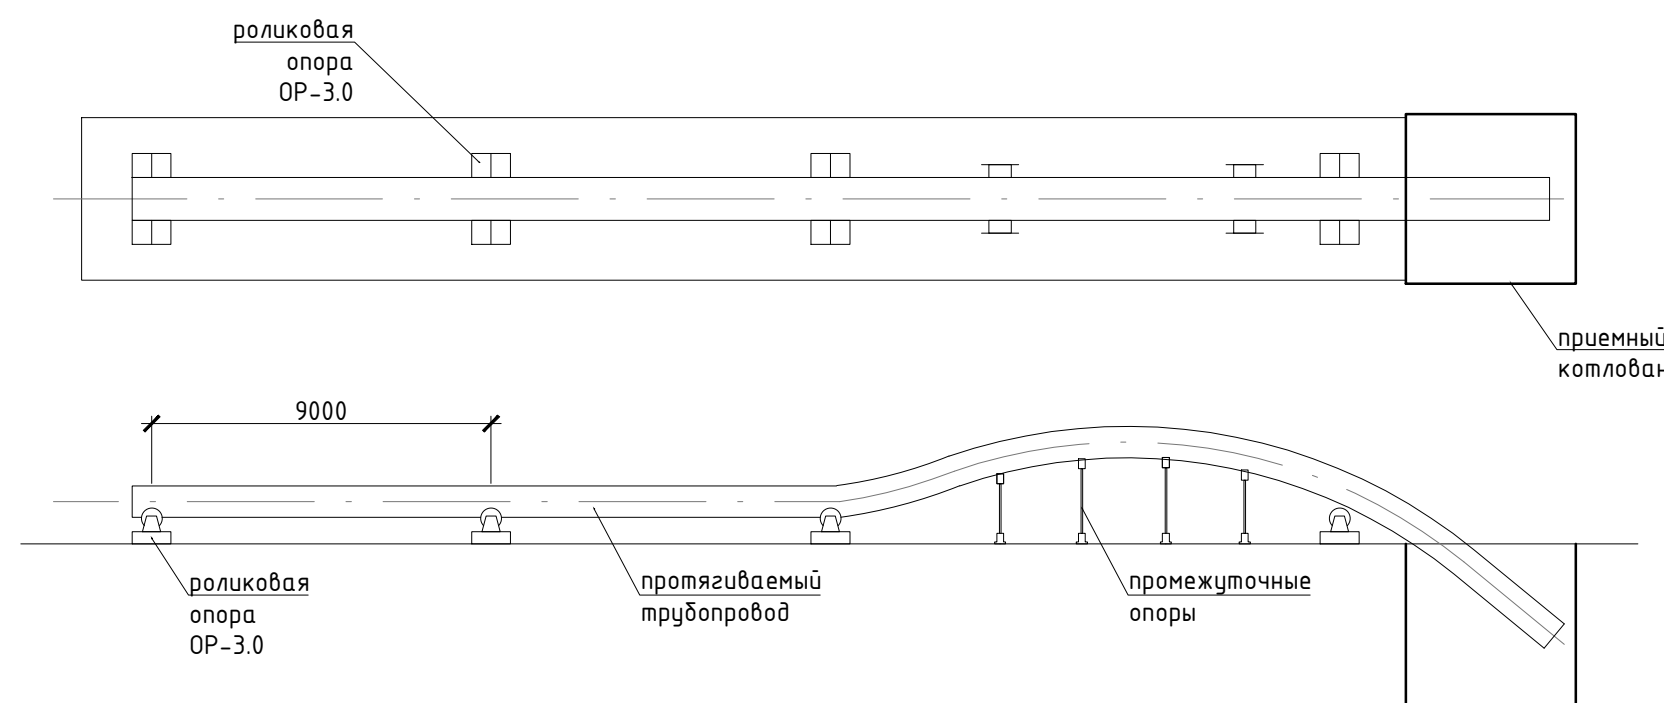 роликовая
опора
ОР-3.0
приемный
котлован
9000
роликовая
опора
ОР-3.0
протягиваемый
трубопровод
промежуточные
опоры